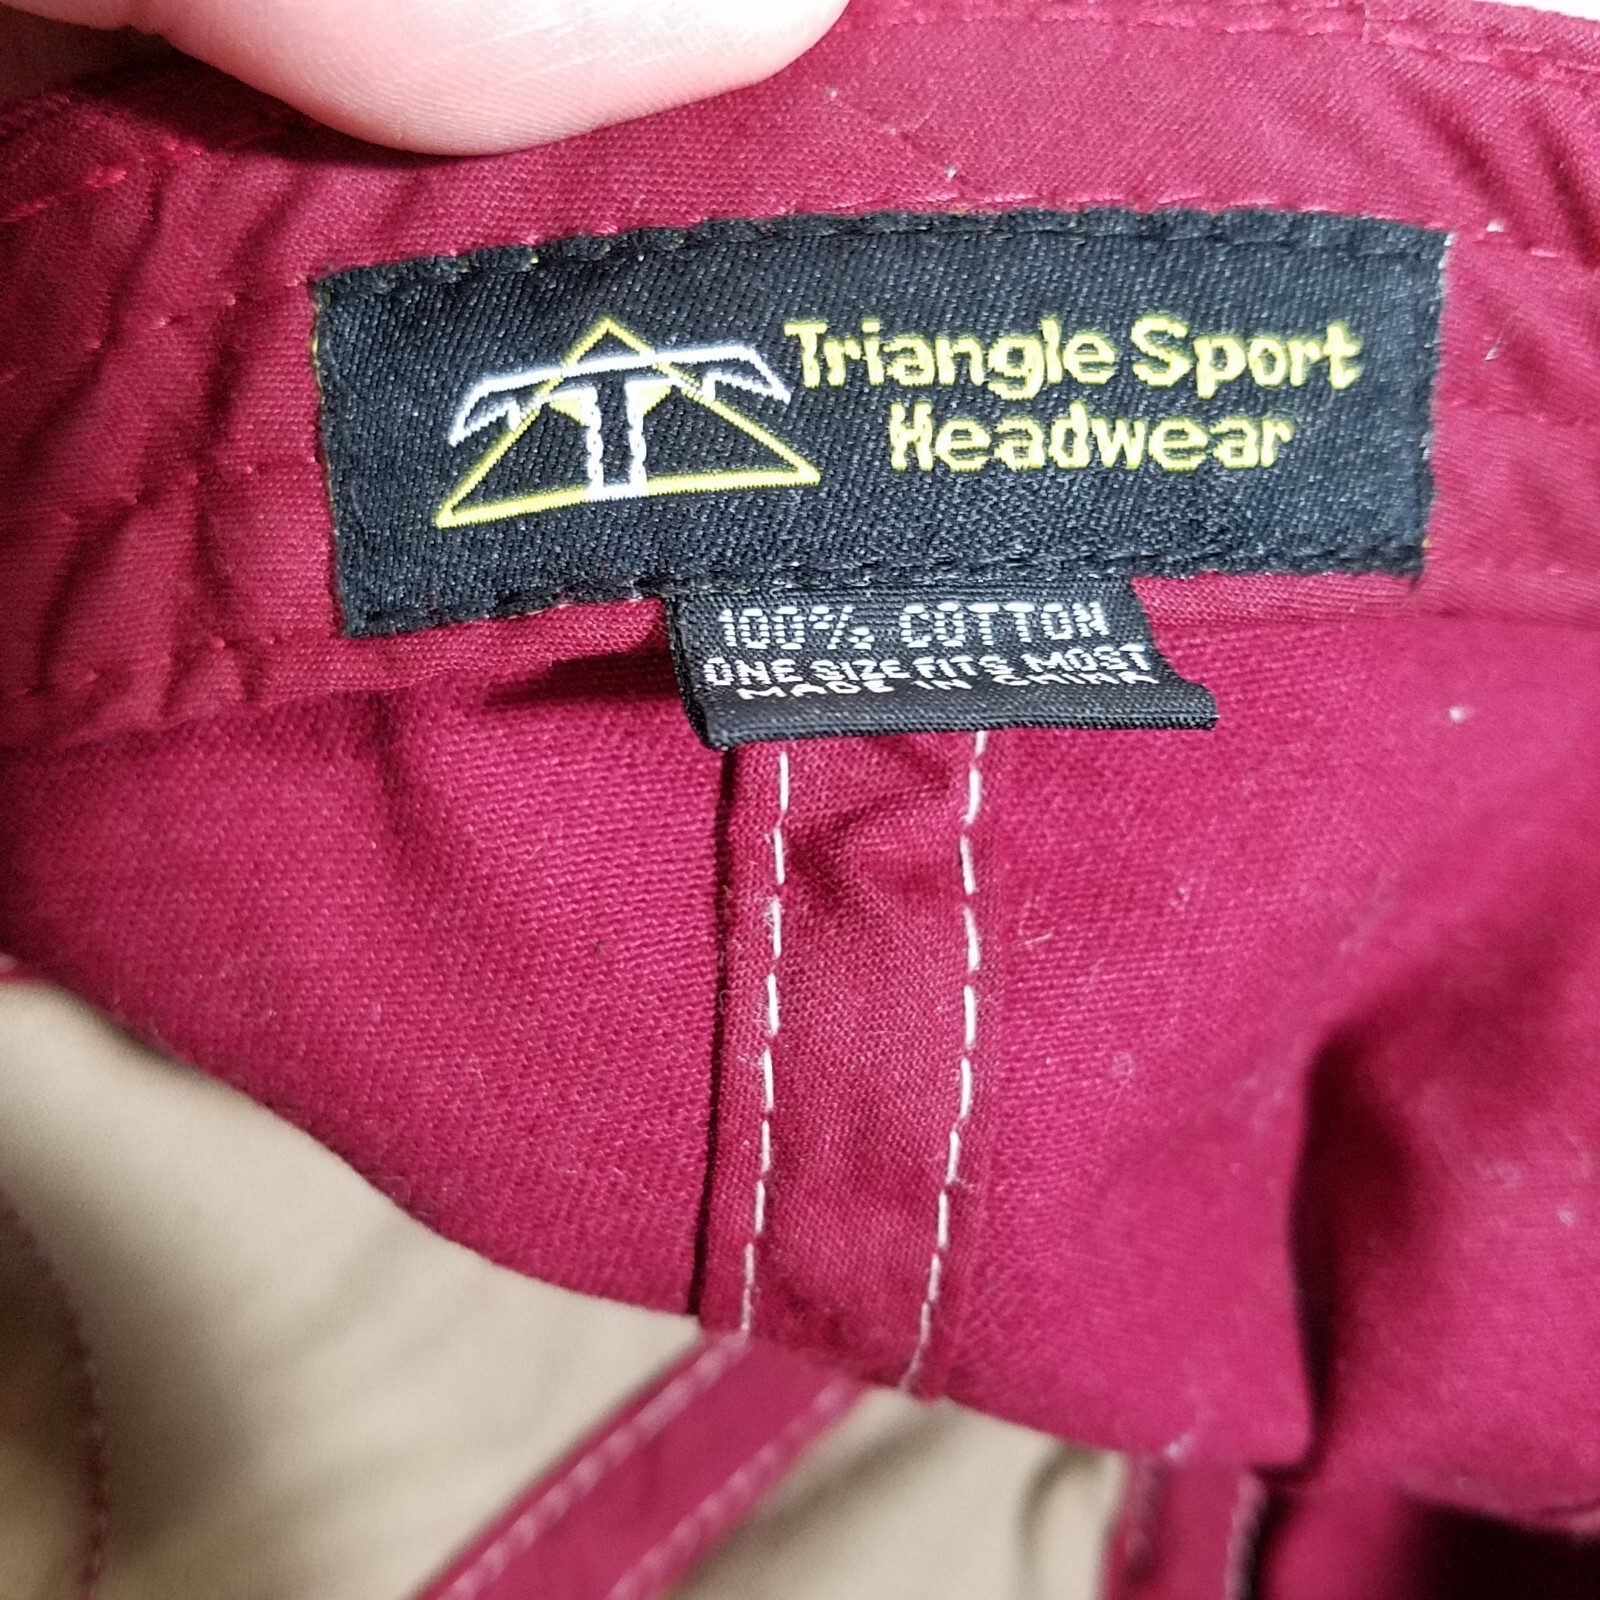 Triangle Sport
Headwear
100% COTTON
ONE SIZE FITS MOST
MADE IN CHINA